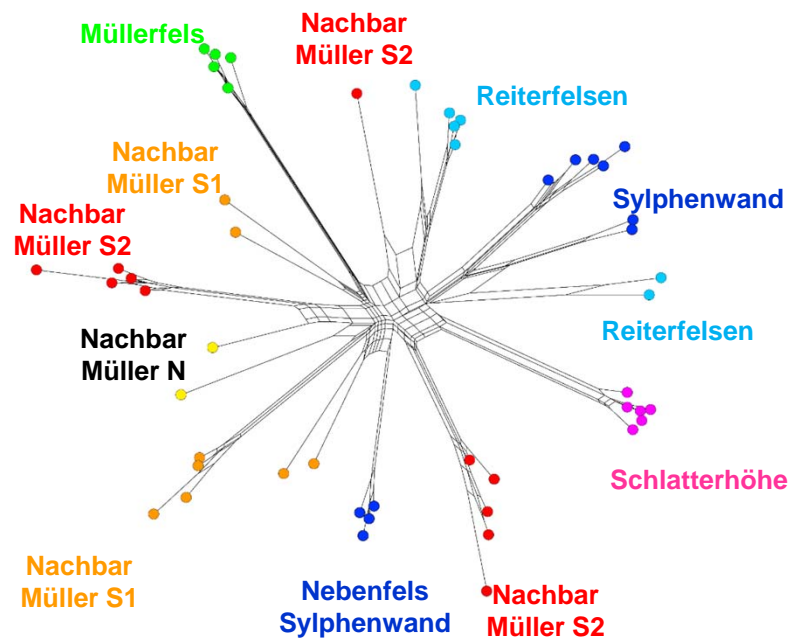 Müllerfels
Nachbar
Müller S2
Reiterfelsen
Nachbar
Müller S1
Sylphenwand
Nachbar
Müller S2
Reiterfelsen
Nachbar
Müller N
Schlatterhöhe
Nachbar
Müller S1
Nebenfels
Sylphenwand
Nachbar
Müller S2